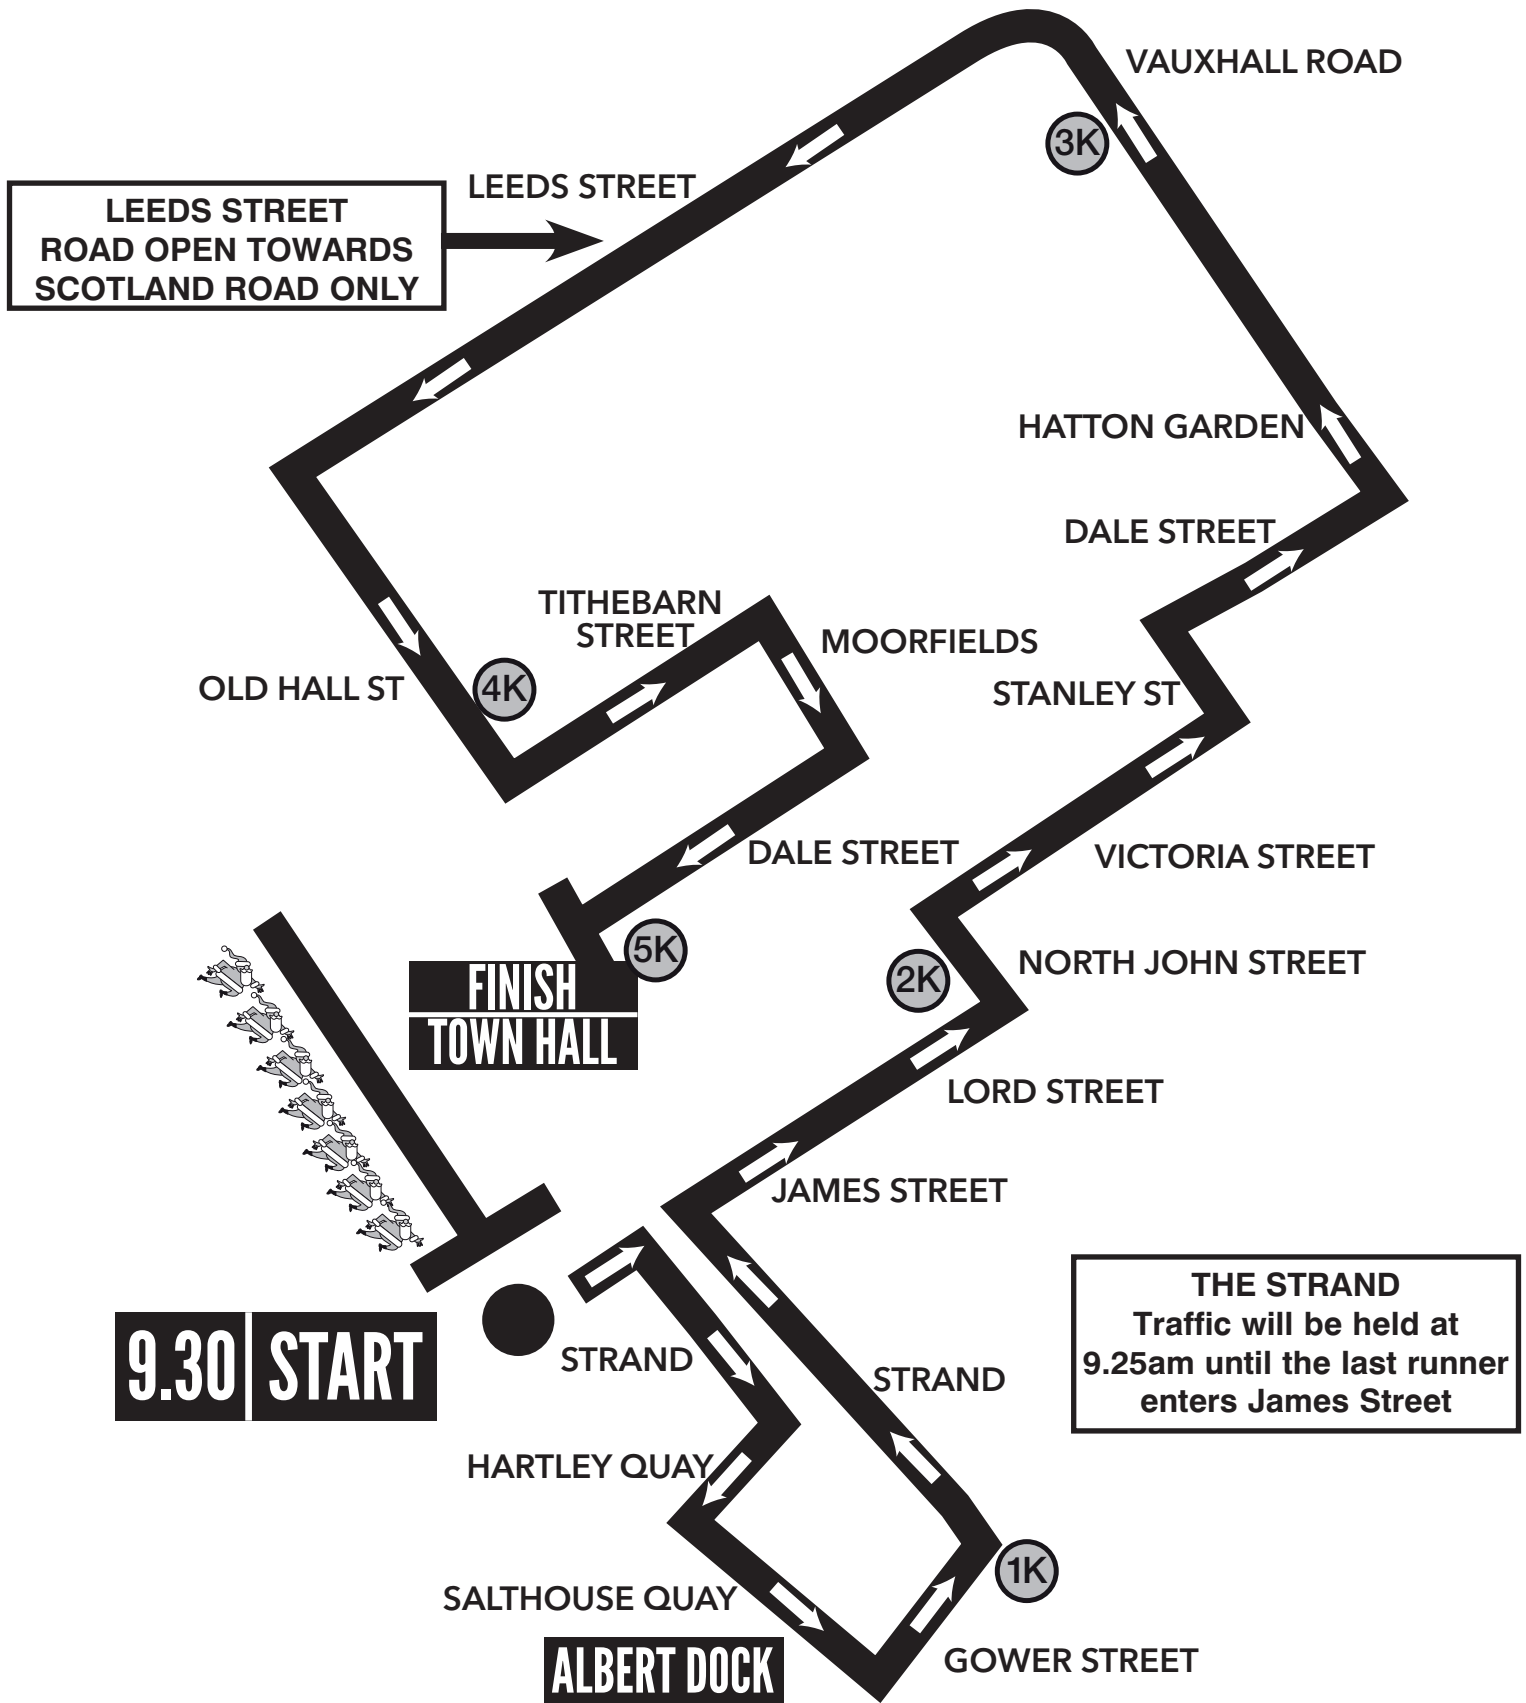 VAUXHALL ROAD
3K
LEEDS STREET
LEEDS STREET
ROAD OPEN TOWARDS
SCOTLAND ROAD ONLY
HATTON GARDEN
DALE STREET
TITHEBARN
STREET
MOORFIELDS
OLD HALL ST
4K
STANLEY ST
DALE STREET
VICTORIA STREET
5K
FINISH
TOWN HALL
2K
NORTH JOHN STREET
LORD STREET
JAMES STREET
THE STRAND
Traffic will be held at
9.25am until the last runner
enters James Street
9.30 START
STRAND
STRAND
HARTLEY QUAY
1K
SALTHOUSE QUAY
ALBERT DOCK
GOWER STREET